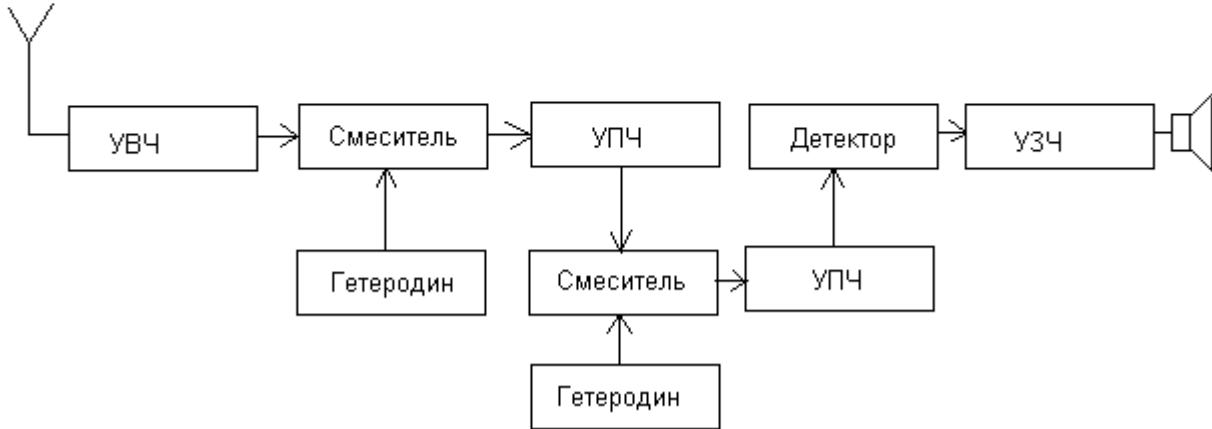 УВЧ
Смеситель
УПЧ
Детектор
УЗЧ
Гетеродин
Смеситель
УПЧ
Гетеродин